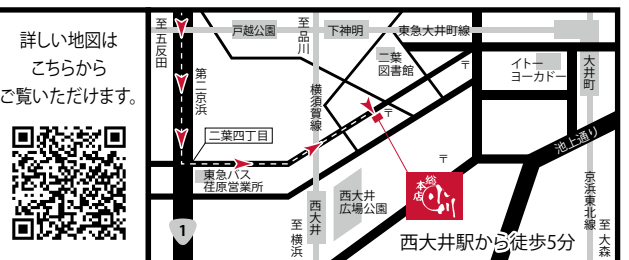 詳しい地図は
こちらから
ご覧いただけます。
至五反田
戸越公園
至品川
下神明
東急大井町線
第二京浜
横須賀線
二葉
図書館
〒
イトー
ヨーカドー
大井町
二葉四丁目
〒
池上通り
東急バス
荏原営業所
〒
総本店
西大井
広場公園
西大井
京浜東北線
1
至横浜
西大井駅から徒歩5分
至大森